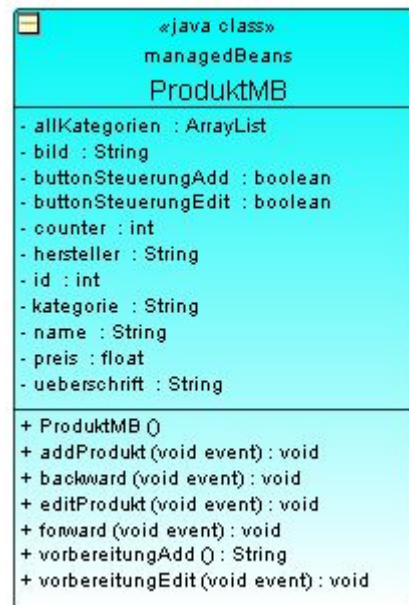 «java class»
managedBeans
ProduktMB
- allKategorien : ArrayList
- bild : String
- buttonSteuerungAdd : boolean
- buttonSteuerungEdit : boolean
- counter : int
- hersteller : String
- id : int
- kategorie : String
- name : String
- preis : float
- ueberschrift : String
+ ProduktMB ()
+ addProdukt (void event) : void
+ backward (void event) : void
+ editProdukt (void event) : void
+ forward (void event) : void
+ vorbereitungAdd () : String
+ vorbereitungEdit (void event) : void